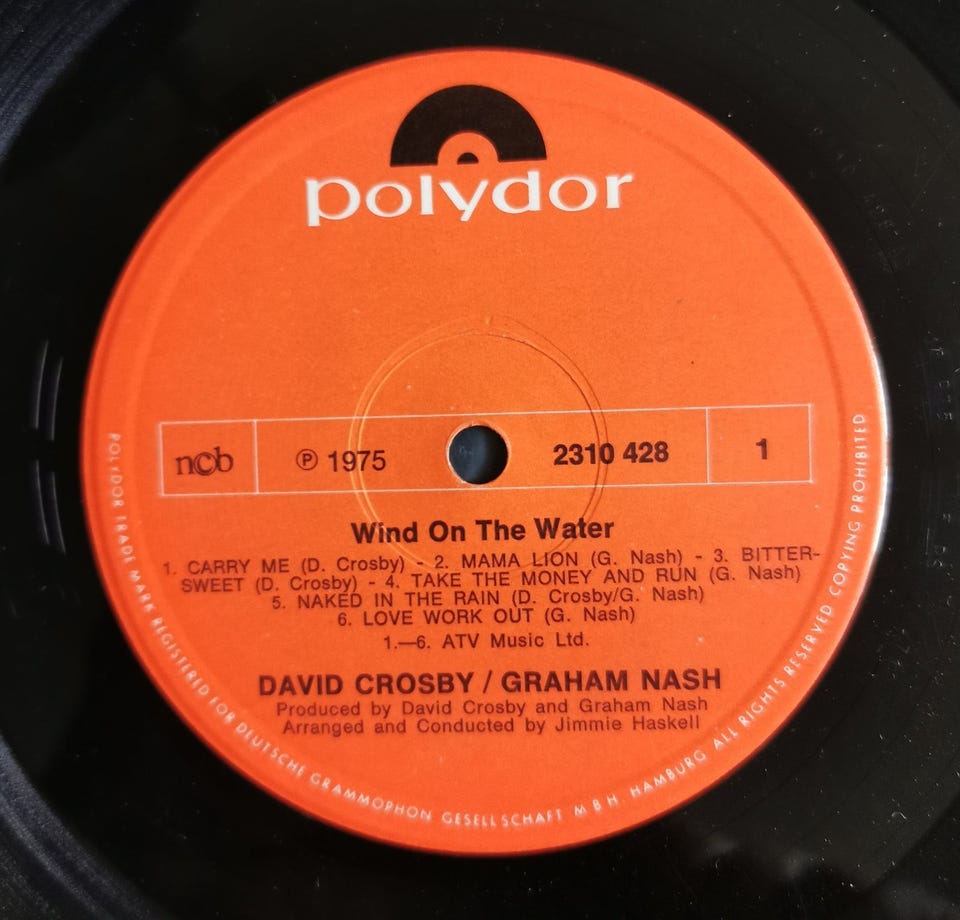 polydor
ncb
℗ 1975
2310 428
1
Wind On The Water
1. CARRY ME (D. Crosby) - 2. MAMA LION (G. Nash) - 3. BITTER-
SWEET (D. Crosby) - 4. TAKE THE MONEY AND RUN (G. Nash)
5. NAKED IN THE RAIN (D. Crosby/G. Nash)
6. LOVE WORK OUT (G. Nash)
1.—6. ATV Music Ltd.
DAVID CROSBY / GRAHAM NASH
Produced by David Crosby and Graham Nash
Arranged and Conducted by Jimmie Haskell
POLYDOR TRADE MARK REGISTERED FOR DEUTSCHE GRAMMOPHON GESELLSCHAFT M B H HAMBURG ALL RIGHTS RESERVED COPYING PROHIBITED